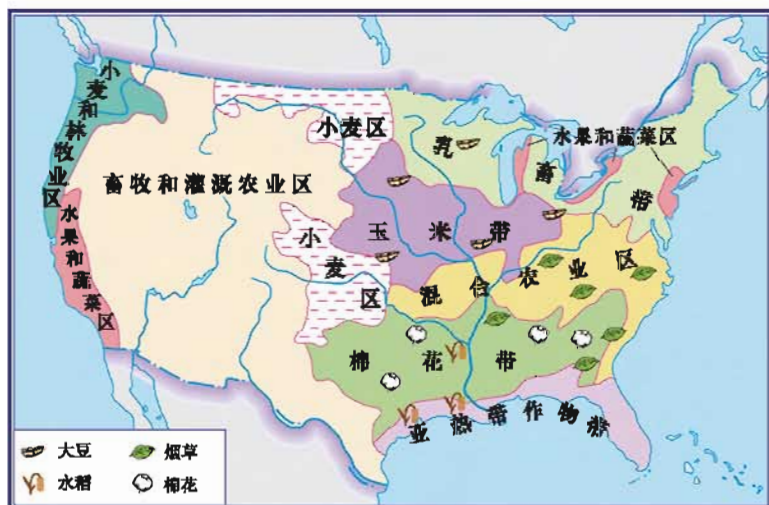 小麦和林牧业区
水果和蔬菜区
畜牧和灌溉农业区
小麦区
小麦区
乳畜带
水果和蔬菜区
玉米带
混合农业区
棉花带
亚热带作物带
大豆
烟草
水稻
棉花